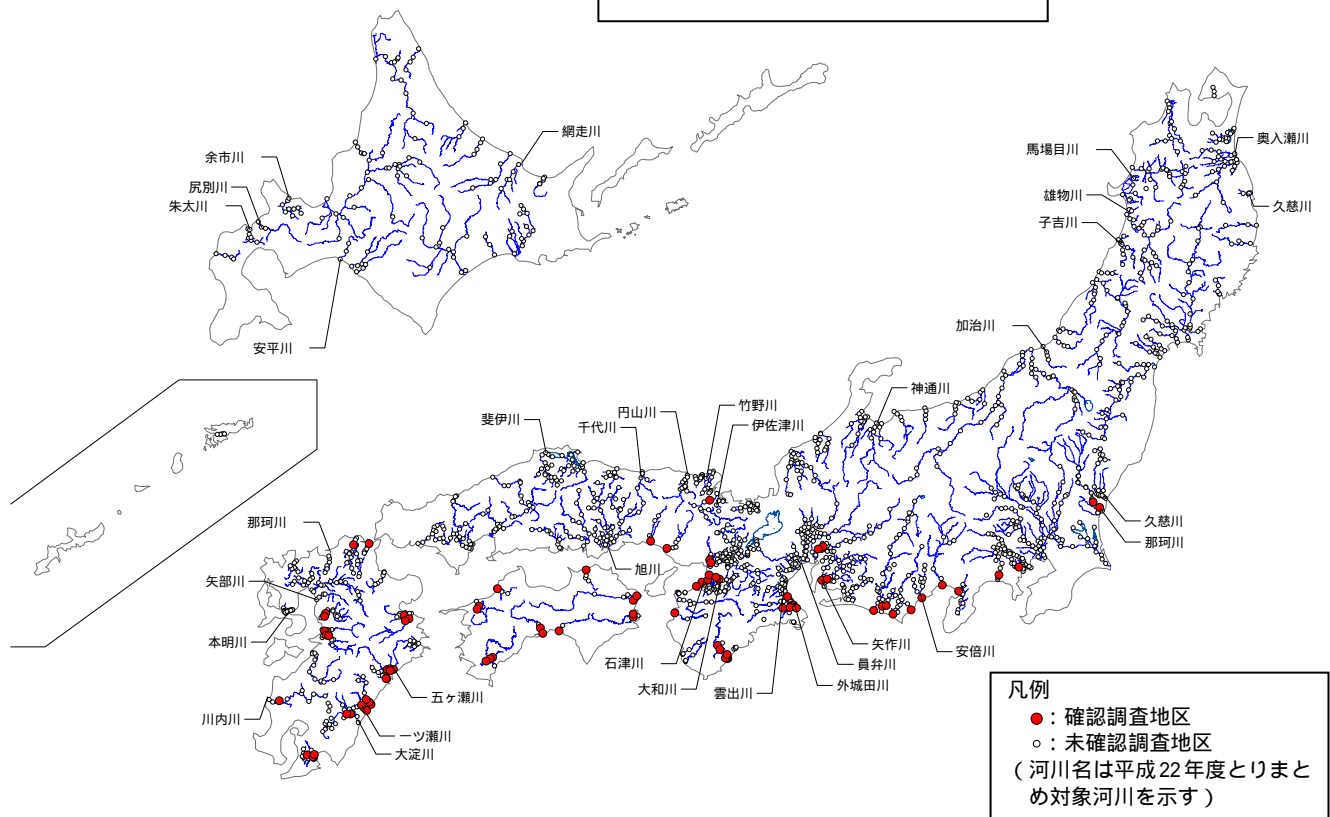 網走川
余市川
尻別川
朱太川
安平川
奥入瀬川
馬場目川
雄物川
久慈川
子吉川
加治川
神通川
竹野川
円山川
伊佐津川
斐伊川
千代川
久慈川
那珂川
那珂川
旭川
矢部川
本明川
矢作川
安倍川
石津川
員弁川
大和川
雲出川
外城田川
五ヶ瀬川
川内川
一ツ瀬川
大淀川
凡例
●：確認調査地区
○：未確認調査地区
（河川名は平成22年度とりまと
め対象河川を示す）